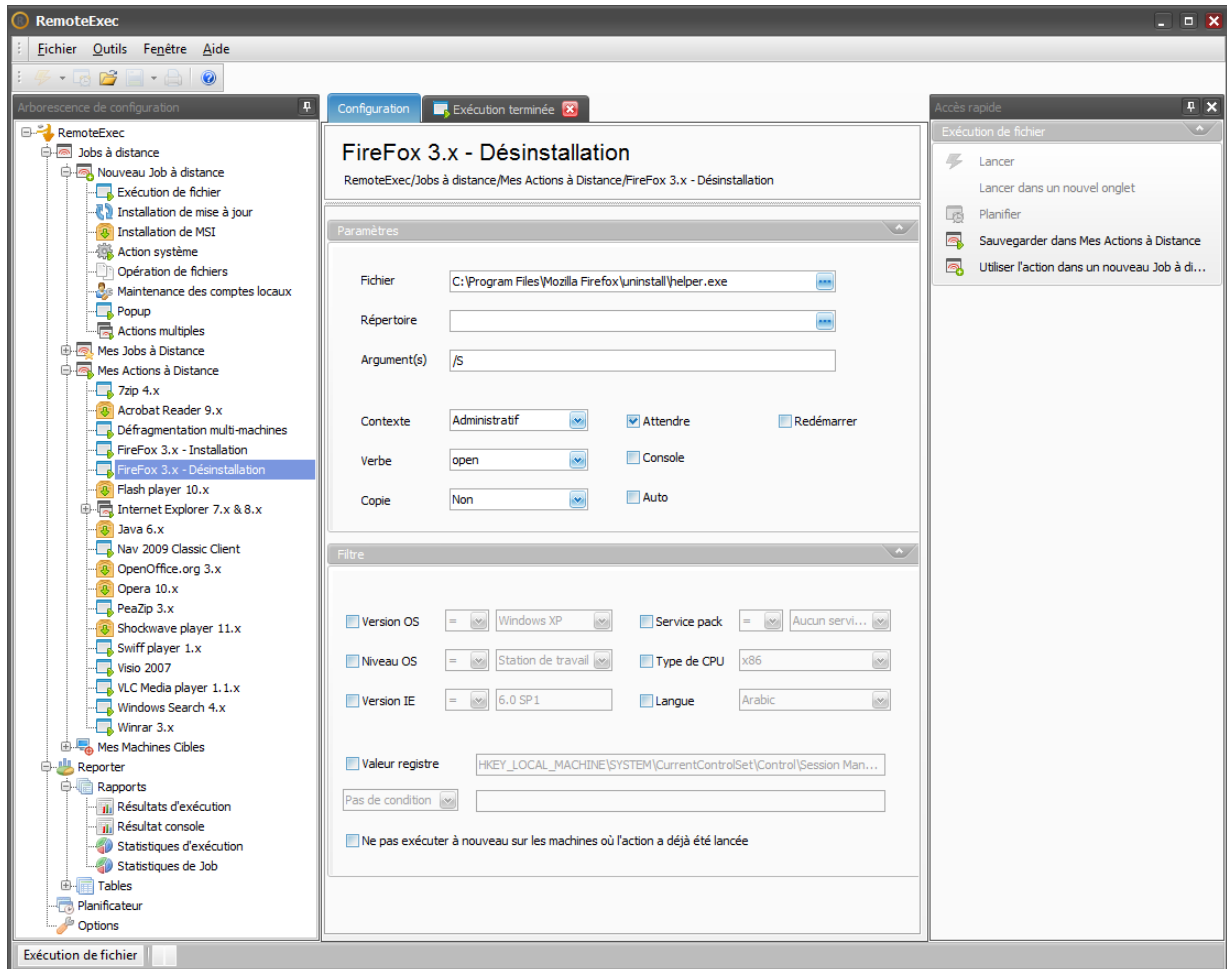 RemoteExec
Fichier Outils Fenêtre Aide
Arborescence de configuration
RemoteExec
Jobs à distance
Nouveau Job à distance
Exécution de fichier
Installation de mise à jour
Installation de MSI
Action système
Opération de fichiers
Maintenance des comptes locaux
Popup
Actions multiples
Mes Jobs à Distance
Mes Actions à Distance
7zip 4.x
Acrobat Reader 9.x
Défragmentation multi-machines
FireFox 3.x - Installation
FireFox 3.x - Désinstallation
Flash player 10.x
Internet Explorer 7.x & 8.x
Java 6.x
Nav 2009 Classic Client
OpenOffice.org 3.x
Opera 10.x
PeaZip 3.x
Shockwave player 11.x
Swiff player 1.x
Visio 2007
VLC Media player 1.1.x
Windows Search 4.x
Winrar 3.x
Mes Machines Cibles
Reporter
Rapports
Résultats d'exécution
Résultat console
Statistiques d'exécution
Statistiques de Job
Tables
Planificateur
Options
Configuration Exécution terminée
FireFox 3.x - Désinstallation
RemoteExec/Jobs à distance/Mes Actions à Distance/FireFox 3.x - Désinstallation
Paramètres
Fichier C:\Program Files\Mozilla Firefox\uninstall\helper.exe
Répertoire
Argument(s) /S
Contexte Administratif Attendre Redémarrer
Verbe open Console
Copie Non Auto
Filtre
Version OS = Windows XP Service pack = Aucun servi...
Niveau OS = Station de travail Type de CPU x86
Version IE = 6.0 SP1 Langue Arabic
Valeur registre HKEY_LOCAL_MACHINE\SYSTEM\CurrentControlSet\Control\Session Man...
Pas de condition
Ne pas exécuter à nouveau sur les machines où l'action a déjà été lancée
Accès rapide
Exécution de fichier
Lancer
Lancer dans un nouvel onglet
Planifier
Sauvegarder dans Mes Actions à Distance
Utiliser l'action dans un nouveau Job à di...
Exécution de fichier